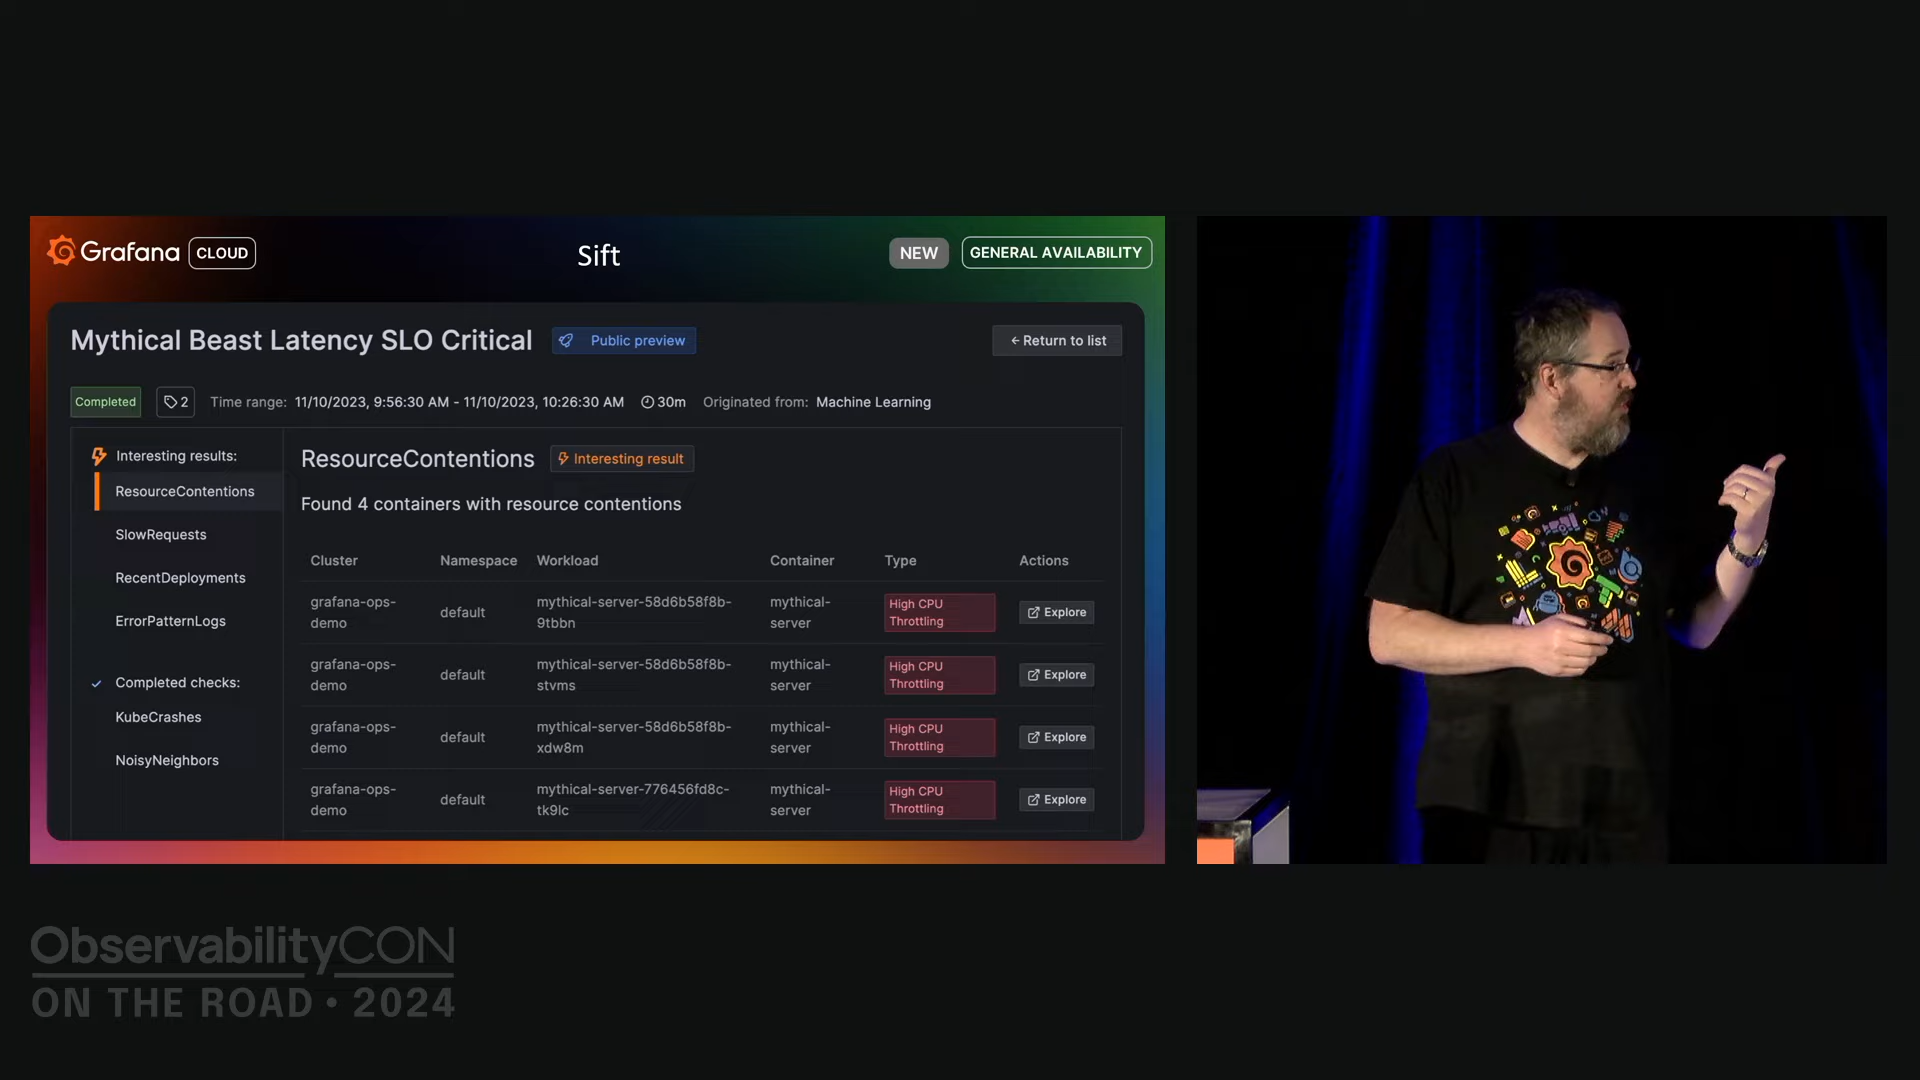 Grafana CLOUD
Sift
NEW
GENERAL AVAILABILITY
Mythical Beast Latency SLO Critical
Public preview
← Return to list
Completed
2
Time range: 11/10/2023, 9:56:30 AM - 11/10/2023, 10:26:30 AM
30m
Originated from: Machine Learning
Interesting results:
ResourceContentions
SlowRequests
RecentDeployments
ErrorPatternLogs
Completed checks:
KubeCrashes
NoisyNeighbors
ResourceContentions
Interesting result
Found 4 containers with resource contentions
Cluster Namespace Workload Container Type Actions
grafana-ops-
demo
default
mythical-server-58d6b58f8b-
9tbbn
mythical-
server
High CPU
Throttling
Explore
grafana-ops-
demo
default
mythical-server-58d6b58f8b-
stvms
mythical-
server
High CPU
Throttling
Explore
grafana-ops-
demo
default
mythical-server-58d6b58f8b-
xdw8m
mythical-
server
High CPU
Throttling
Explore
grafana-ops-
demo
default
mythical-server-776456fd8c-
tk9lc
mythical-
server
High CPU
Throttling
Explore
ObservabilityCON
ON THE ROAD • 2024